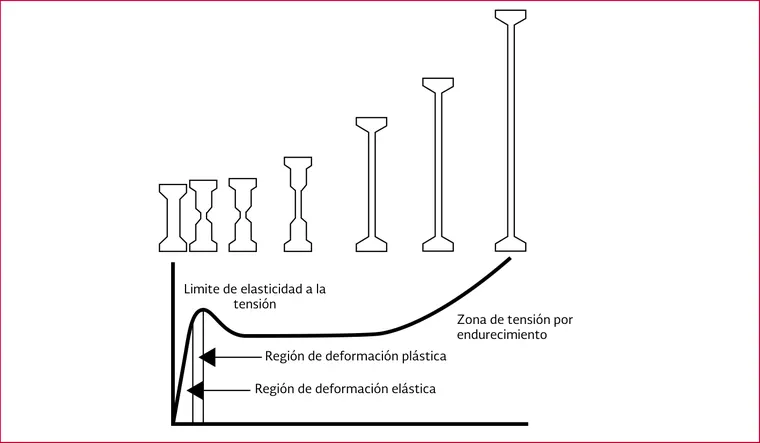 Limite de elasticidad a la
tensión
Zona de tensión por
endurecimiento
Región de deformación plástica
Región de deformación elástica